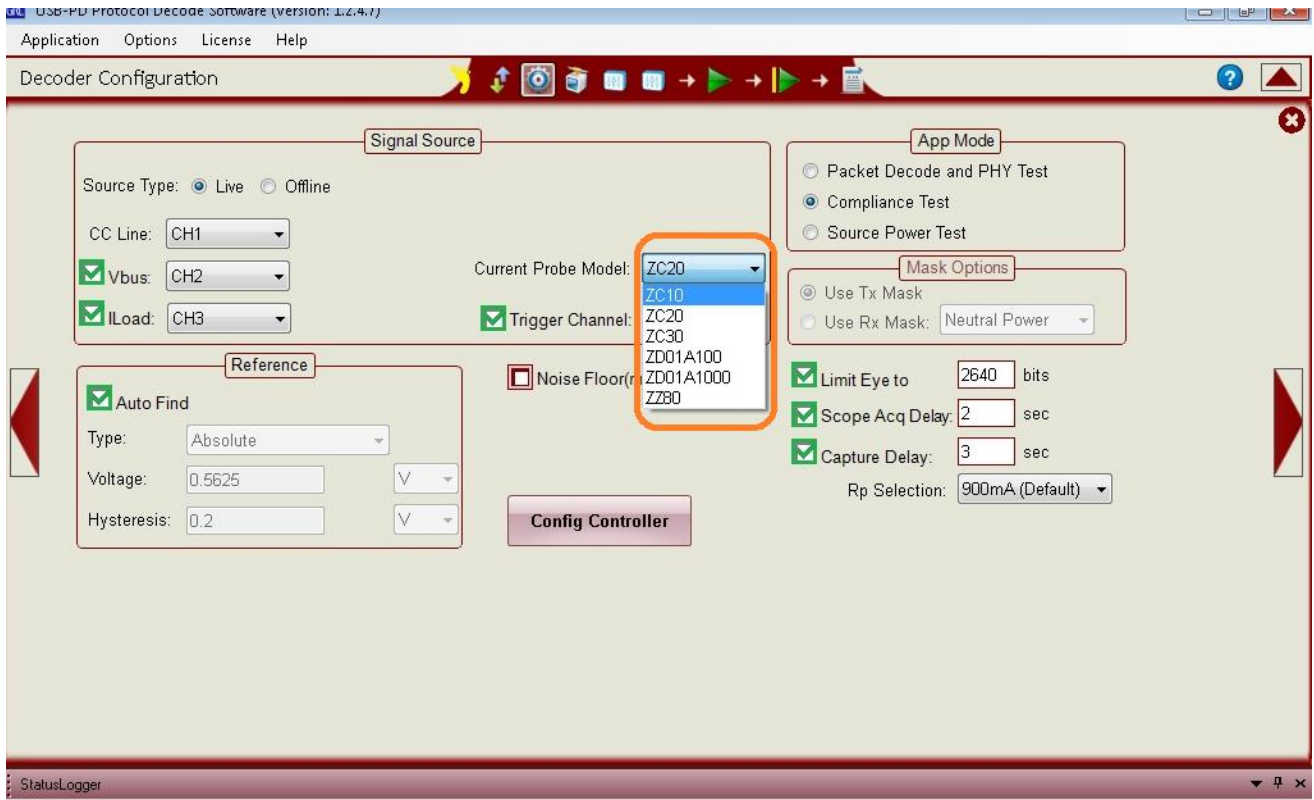 USB-PD Protocol Decode Software (Version: 1.2.4.7)
Application Options License Help
Decoder Configuration
Signal Source
Source Type: Live Offline
CC Line: CH1
Vbus: CH2
ILoad: CH3
Current Probe Model: ZC20
ZC10
ZC20
ZC30
ZD01A100
ZD01A1000
ZZ80
Trigger Channel:
App Mode
Packet Decode and PHY Test
Compliance Test
Source Power Test
Mask Options
Use Tx Mask
Use Rx Mask: Neutral Power
Reference
Auto Find
Type: Absolute
Voltage: 0.5625 V
Hysteresis: 0.2 V
Noise Floor(
Config Controller
Limit Eye to 2640 bits
Scope Acq Delay: 2 sec
Capture Delay: 3 sec
Rp Selection: 900mA (Default)
StatusLogger